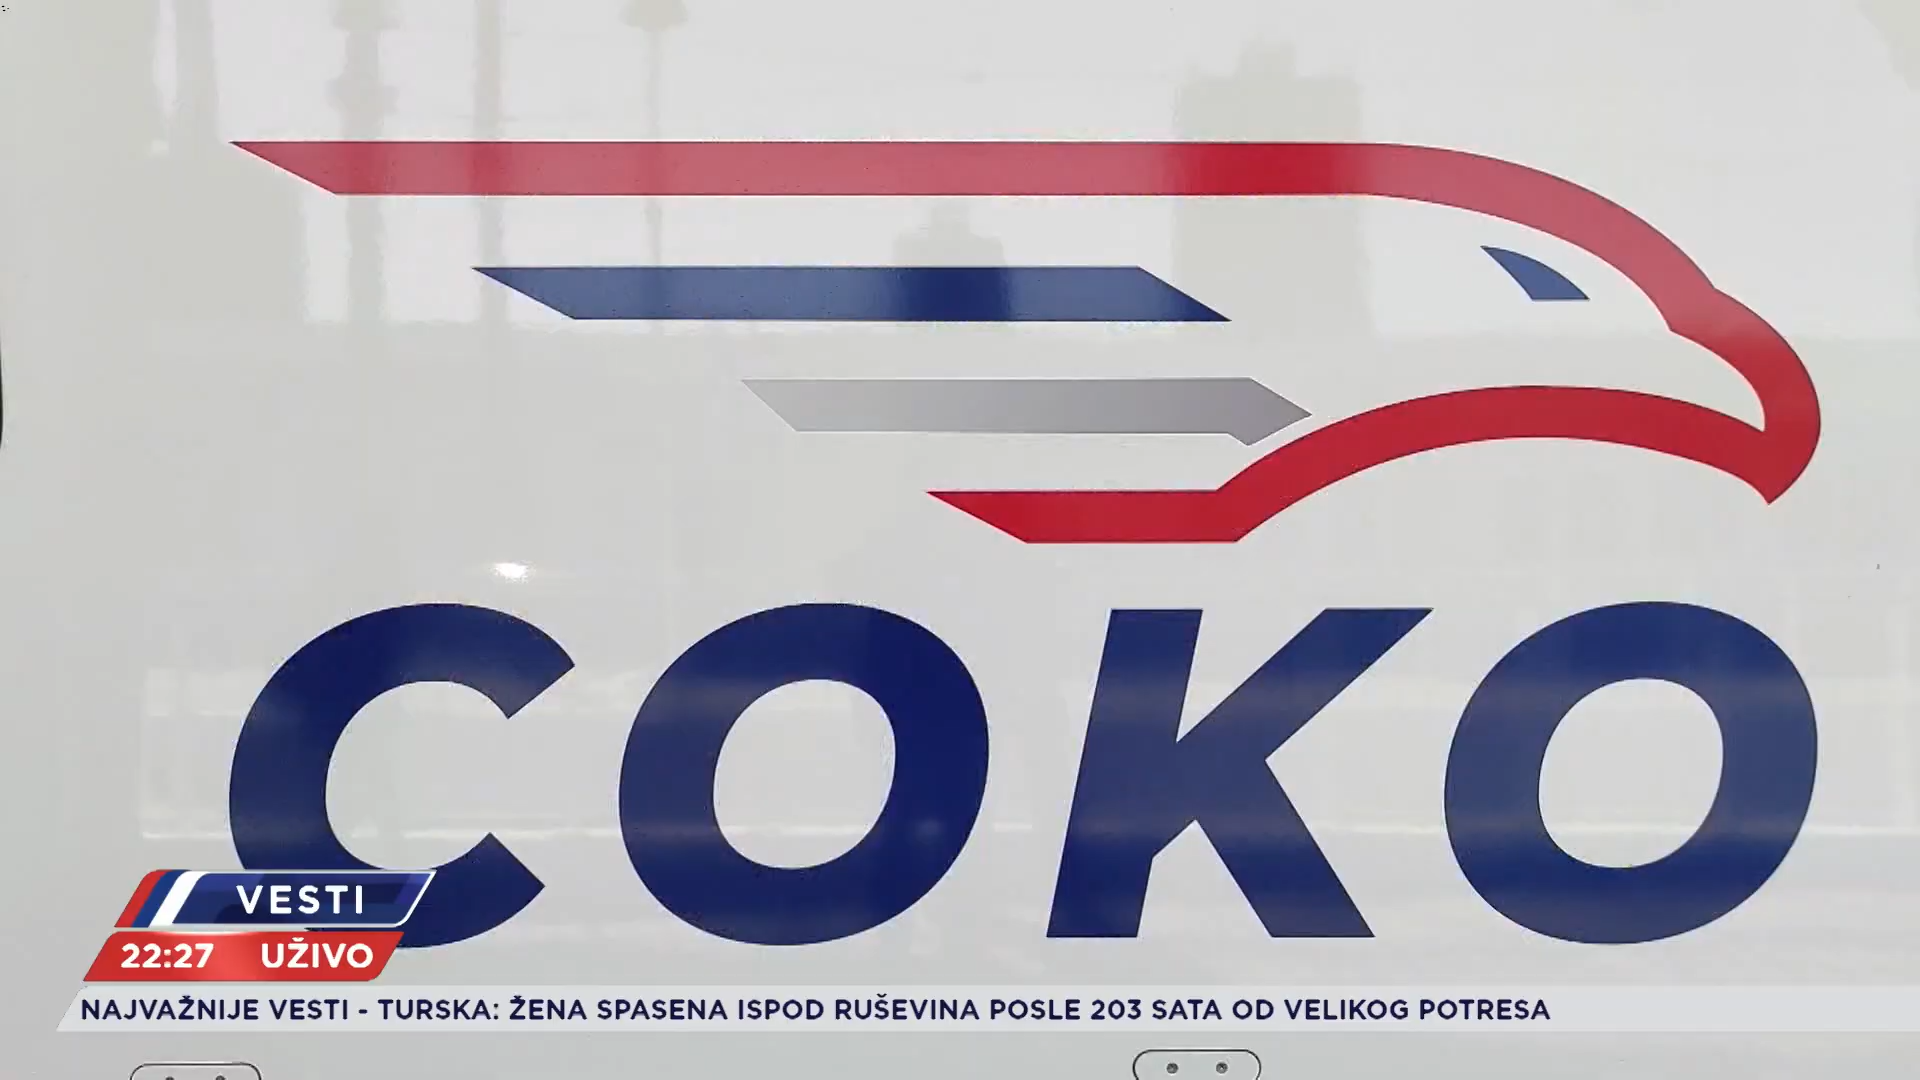 СОКО
VESTI
22:27 UŽIVO
NAJVAŽNIJE VESTI - TURSKA: ŽENA SPASENA ISPOD RUŠEVINA POSLE 203 SATA OD VELIKOG POTRESA